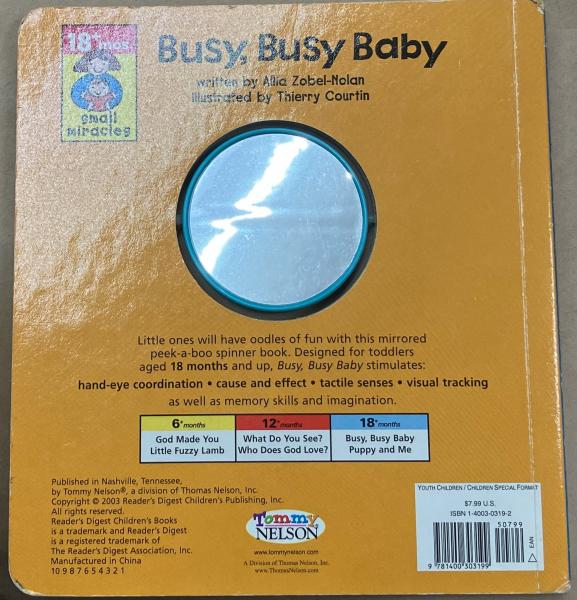 18+ mos.
small
miracles
Busy, Busy Baby
written by Allia Zobel-Nolan
illustrated by Thierry Courtin
Little ones will have oodles of fun with this mirrored
peek-a-boo spinner book. Designed for toddlers
aged 18 months and up, Busy, Busy Baby stimulates:
hand-eye coordination • cause and effect • tactile senses • visual tracking
as well as memory skills and imagination.
6+ months
God Made You
Little Fuzzy Lamb
12+ months
What Do You See?
Who Does God Love?
18+ months
Busy, Busy Baby
Puppy and Me
Published in Nashville, Tennessee,
by Tommy Nelson®, a division of Thomas Nelson, Inc.
Copyright © 2003 Reader's Digest Children's Publishing, Inc.
All rights reserved.
Reader's Digest Children's Books
is a trademark and Reader's Digest
is a registered trademark of
The Reader's Digest Association, Inc.
Manufactured in China
10 9 8 7 6 5 4 3 2 1
Tommy
NELSON
www.tommynelson.com
A Division of Thomas Nelson, Inc.
www.ThomasNelson.com
YOUTH CHILDREN / CHILDREN SPECIAL FORMAT
$7.99 U.S.
ISBN 1-4003-0319-2
50799
EAN
9 781400 303199